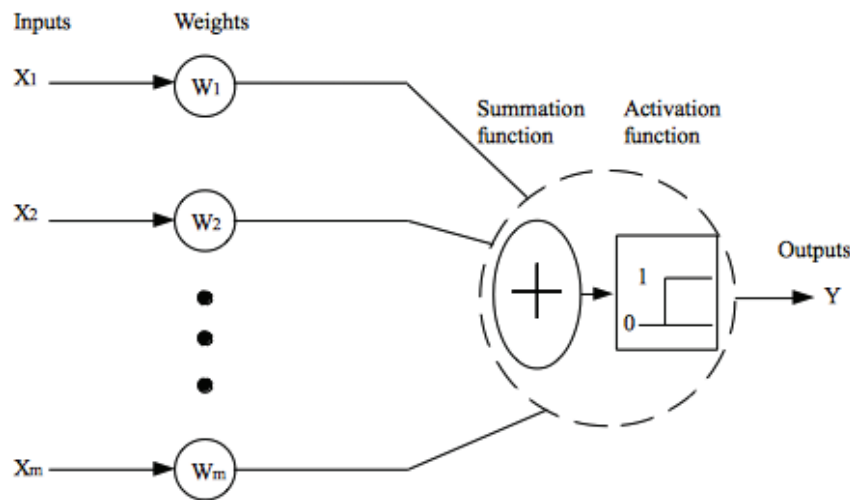 Inputs
Weights
X1
W1
Summation
function
Activation
function
X2
W2
Outputs
1
Y
0
Xm
Wm